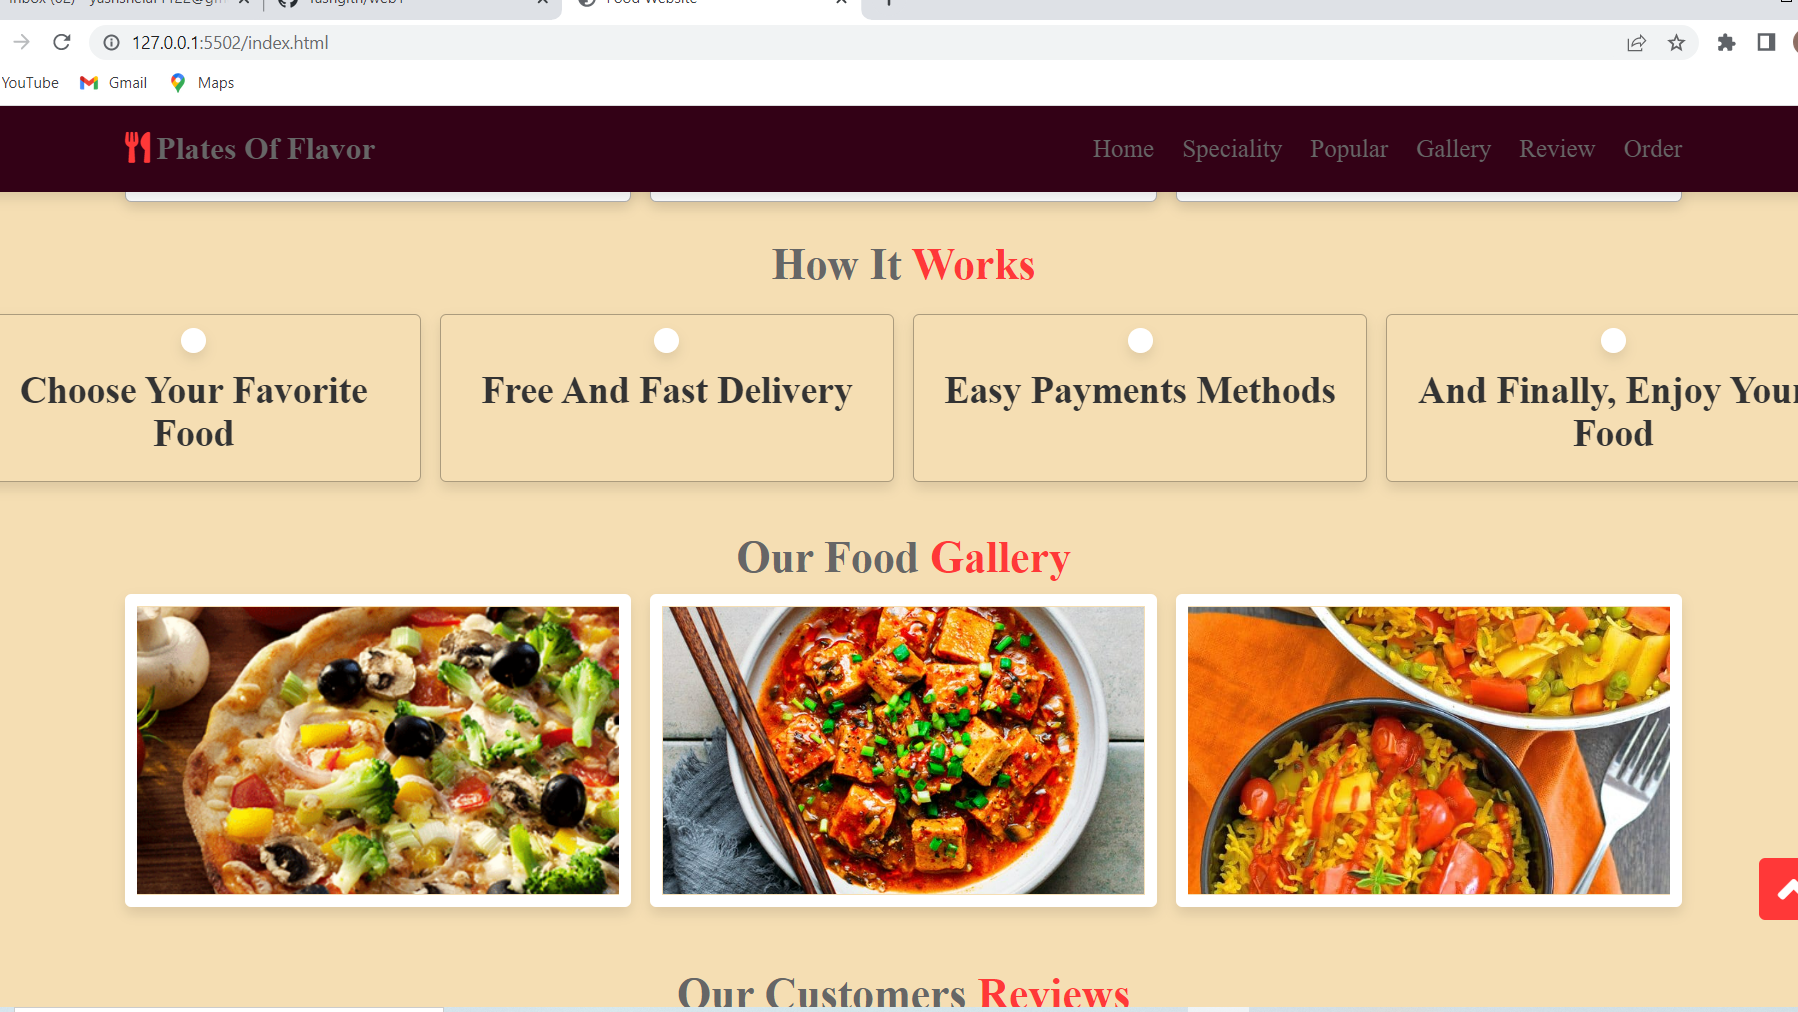 127.0.0.1:5502/index.html
YouTube Gmail Maps
Plates Of Flavor Home Speciality Popular Gallery Review Order
How It Works
Choose Your Favorite
Food
Free And Fast Delivery
Easy Payments Methods
And Finally, Enjoy Your
Food
Our Food Gallery
Our Customers Reviews